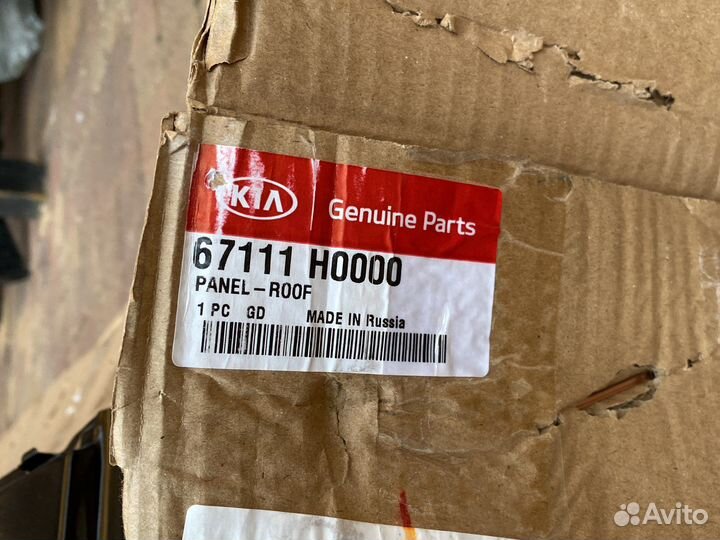 KIA Genuine Parts
67111 H0000
PANEL-ROOF
1 PC GD MADE IN Russia
Avito